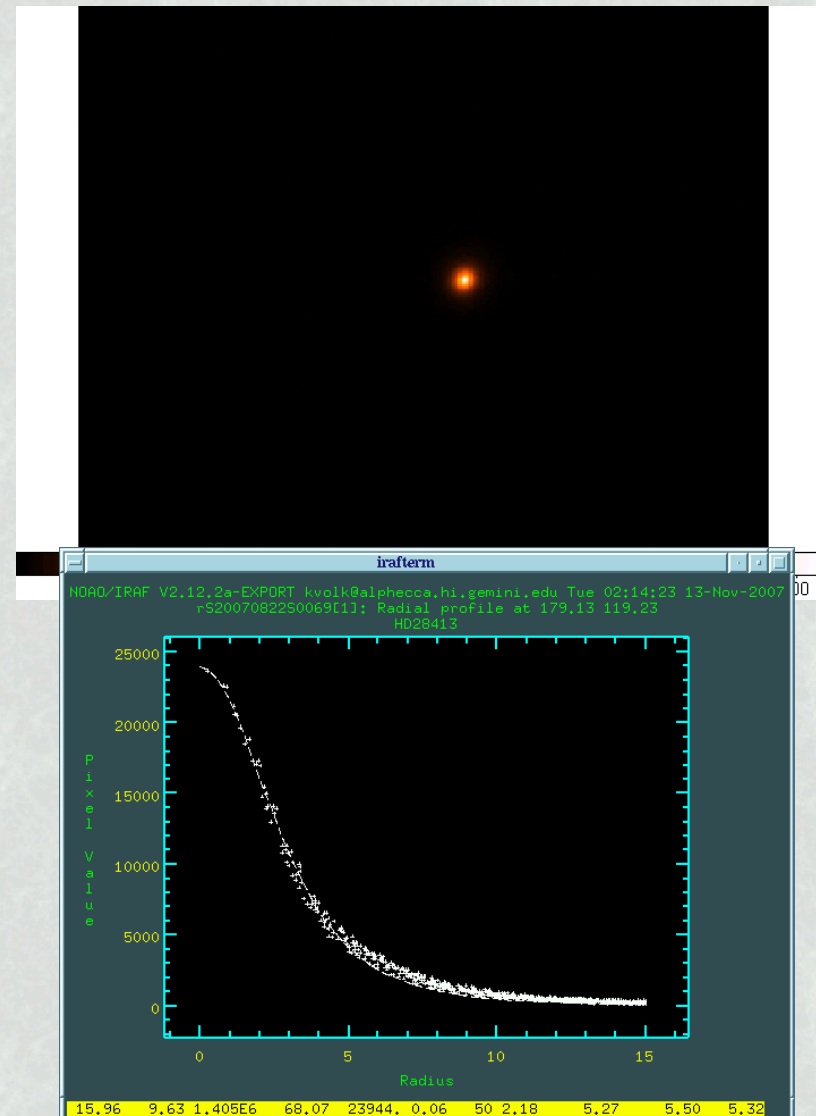 irafterm
00
NOAO/IRAF V2.12.2a-EXPORT kvolk@alphecca.hi.gemini.edu Tue 02:14:23 13-Nov-2007
rS20070822S0069[1]: Radial profile at 179.13 119.23
HD28413
25000
20000
15000
10000
5000
0
Pixel Value
0 5 10 15
Radius
15.96 9.63 1.405E6 68.07 23944. 0.06 50 2.18 5.27 5.50 5.32